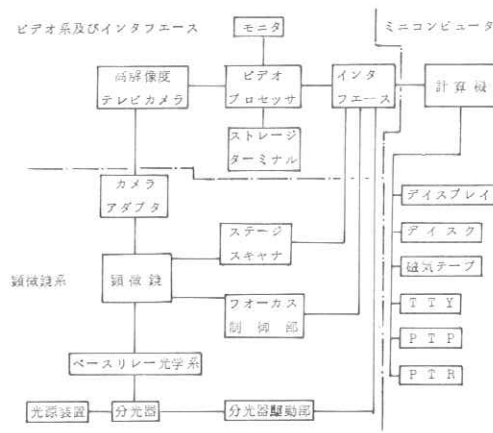 ビデオ系及びインタフエース
モニタ
ミニコンピュータ
高解像度
テレビカメラ
ビデオ
プロセッサ
インタ
フエース
計算機
ストレージ
ターミナル
カメラ
アダプタ
ステージ
スキャナ
ディスプレイ
ディスク
顕微鏡系
顕微鏡
磁気テープ
フオーカス
制御部
TTY
PTP
ベースリレー光学系
PTR
光源装置
分光器
分光器駆動部